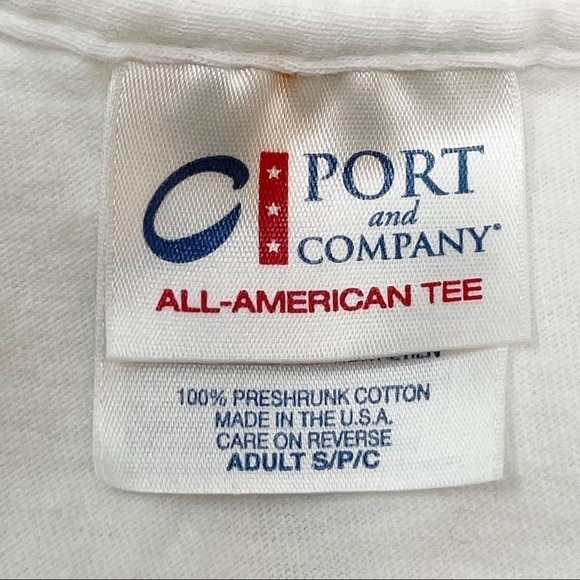 PORT
and
COMPANY®
ALL-AMERICAN TEE
100% PRESHRUNK COTTON
MADE IN THE U.S.A.
CARE ON REVERSE
ADULT S/P/C